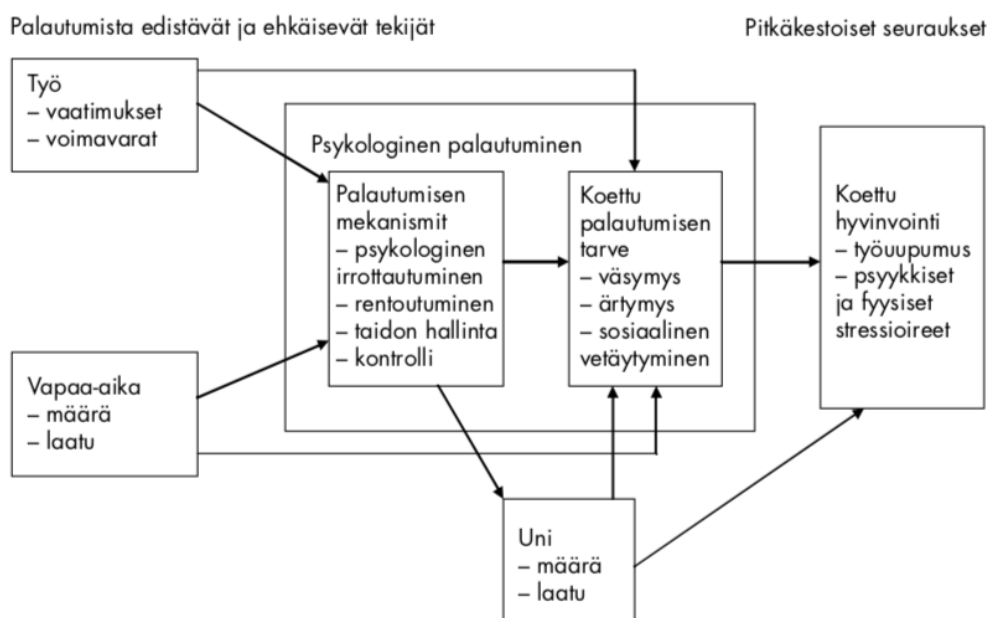 Palautumista edistävät ja ehkäisevät tekijät
Pitkäkestoiset seuraukset
Työ
– vaatimukset
– voimavarat
Psykologinen palautuminen
Palautumisen
mekanismit
– psykologinen
irrottautuminen
– rentoutuminen
– taidon hallinta
– kontrolli
Koettu
palautumisen
tarve
– väsymys
– ärtymys
– sosiaalinen
vetäytyminen
Koettu
hyvinvointi
– työuupumus
– psyykkiset
ja fyysiset
stressioireet
Vapaa-aika
– määrä
– laatu
Uni
– määrä
– laatu